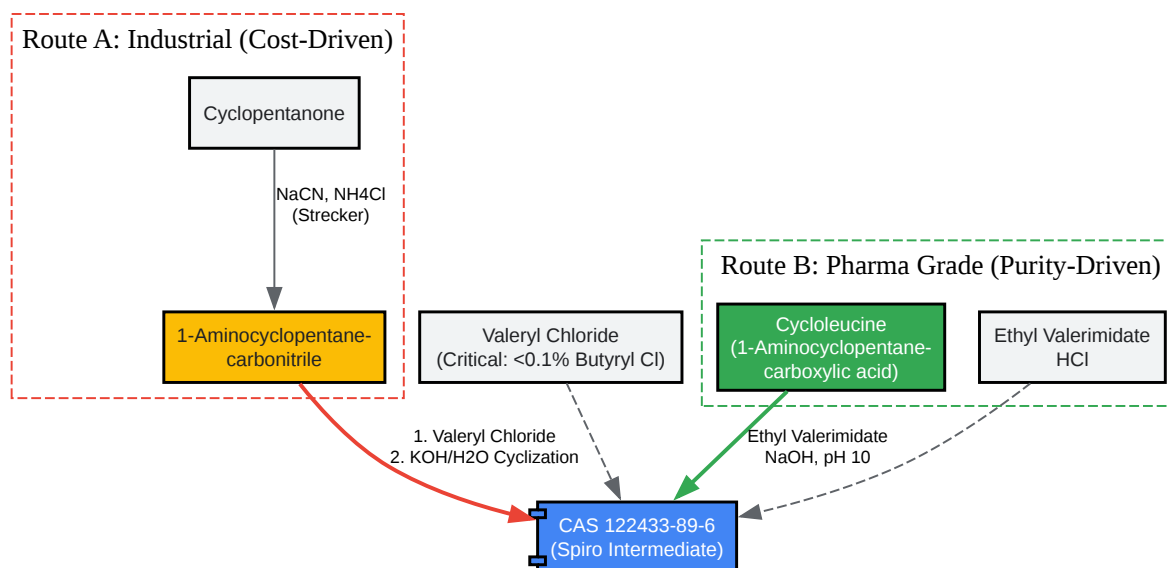 Route A: Industrial (Cost-Driven)
Cyclopentanone
NaCN, NH4Cl
(Strecker)
1-Aminocyclopentane-
carbonitrile
Valeryl Chloride
(Critical: <0.1% Butyryl Cl)
Route B: Pharma Grade (Purity-Driven)
Cycloleucine
(1-Aminocyclopentane-
carboxylic acid)
Ethyl Valerimidate
HCl
1. Valeryl Chloride
2. KOH/H2O Cyclization
Ethyl Valerimidate
NaOH, pH 10
CAS 122433-89-6
(Spiro Intermediate)